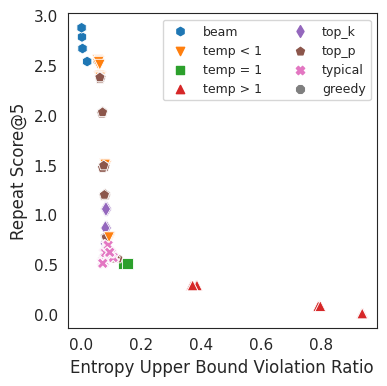 3.0
2.5
2.0
1.5
1.0
0.5
0.0
Repeat Score@5
beam
temp < 1
temp = 1
temp > 1
top_k
top_p
typical
greedy
0.0 0.2 0.4 0.6 0.8
Entropy Upper Bound Violation Ratio